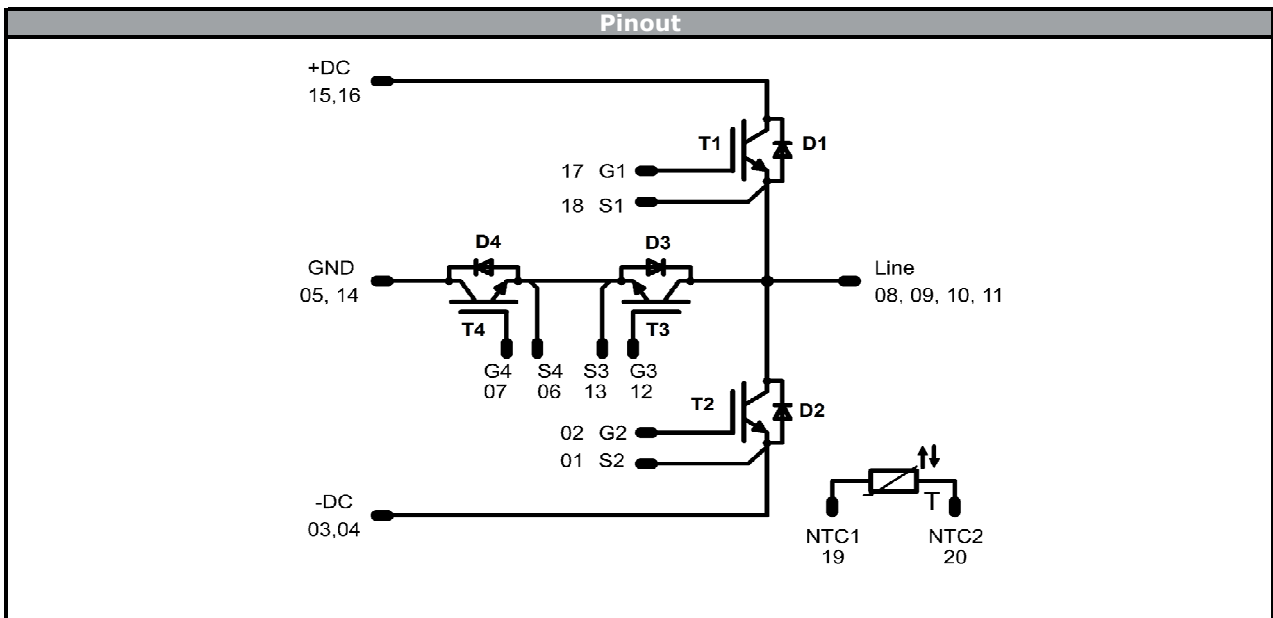 Pinout
+DC
15,16
T1
D1
17 G1
18 S1
D4
D3
GND
05, 14
Line
08, 09, 10, 11
T4
T3
G4
07
S4
06
S3
13
G3
12
T2
D2
02 G2
01 S2
-DC
03,04
T
NTC1
19
NTC2
20